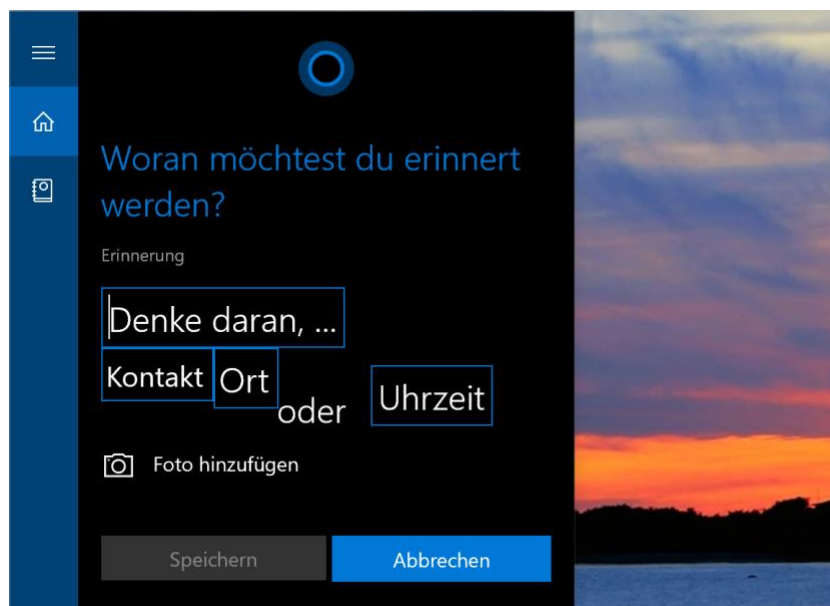 Woran möchtest du erinnert
werden?
Erinnerung
Denke daran, ...
Kontakt Ort oder Uhrzeit
Foto hinzufügen
Speichern Abbrechen